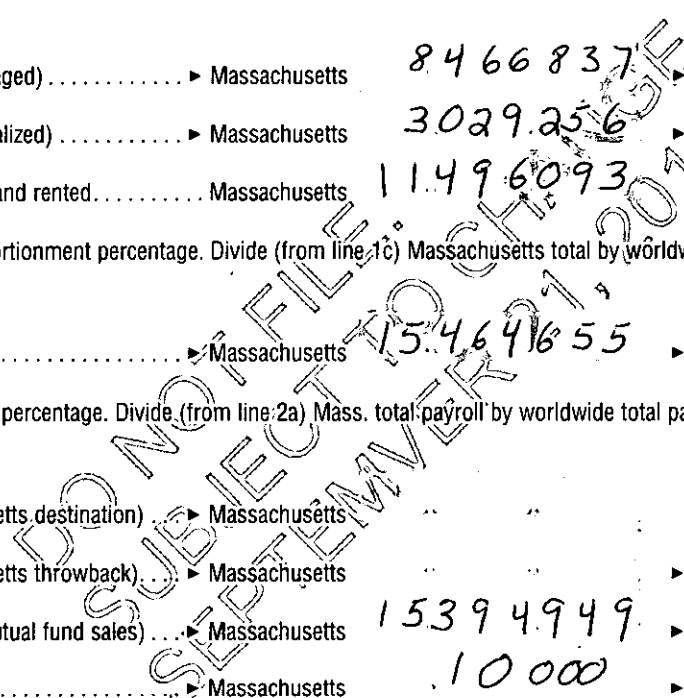 aged) ............ ► Massachusetts 8466837 ►
alized) ........... ► Massachusetts 3029256 ►
and rented.......... Massachusetts 11496093
ortionment percentage. Divide (from line 1c) Massachusetts total by worldw
.................. ► Massachusetts 15464655 ►
percentage. Divide (from line 2a) Mass. total payroll by worldwide total pa
etts destination) ... ► Massachusetts
etts throwback).... ► Massachusetts ►
utual fund sales) ... ► Massachusetts 15394949 ►
.................. ► Massachusetts 10000 ►
DO NOT FILE.
SUBJECT TO CHANGE